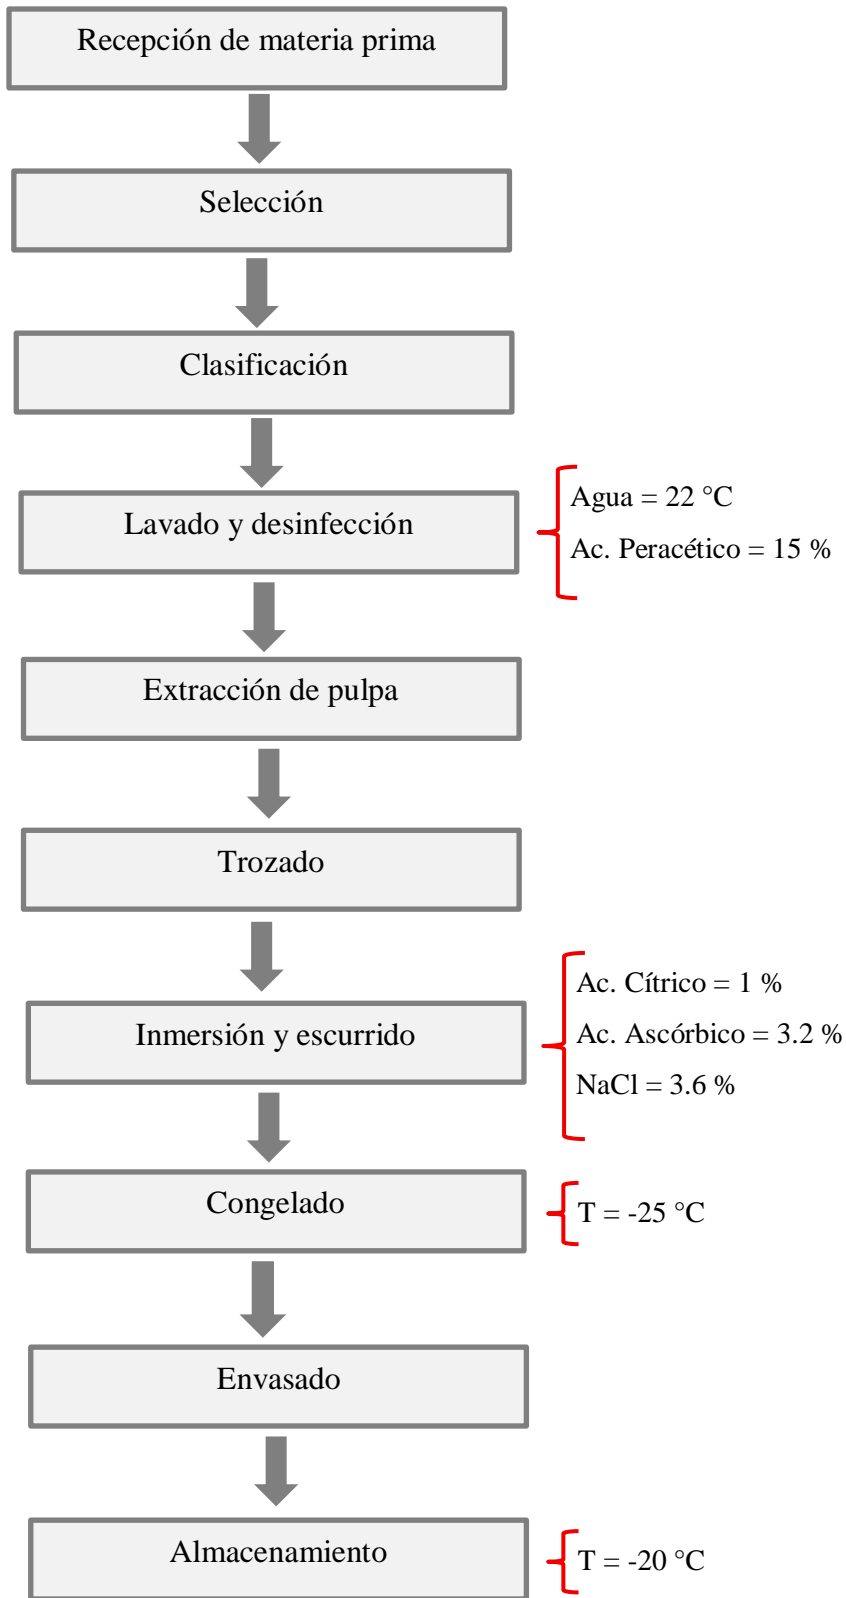 Recepción de materia prima
Selección
Clasificación
Lavado y desinfección
Agua = 22 °C
Ac. Peracético = 15 %
Extracción de pulpa
Trozado
Inmersión y escurrido
Ac. Cítrico = 1 %
Ac. Ascórbico = 3.2 %
NaCl = 3.6 %
Congelado
T = -25 °C
Envasado
Almacenamiento
T = -20 °C